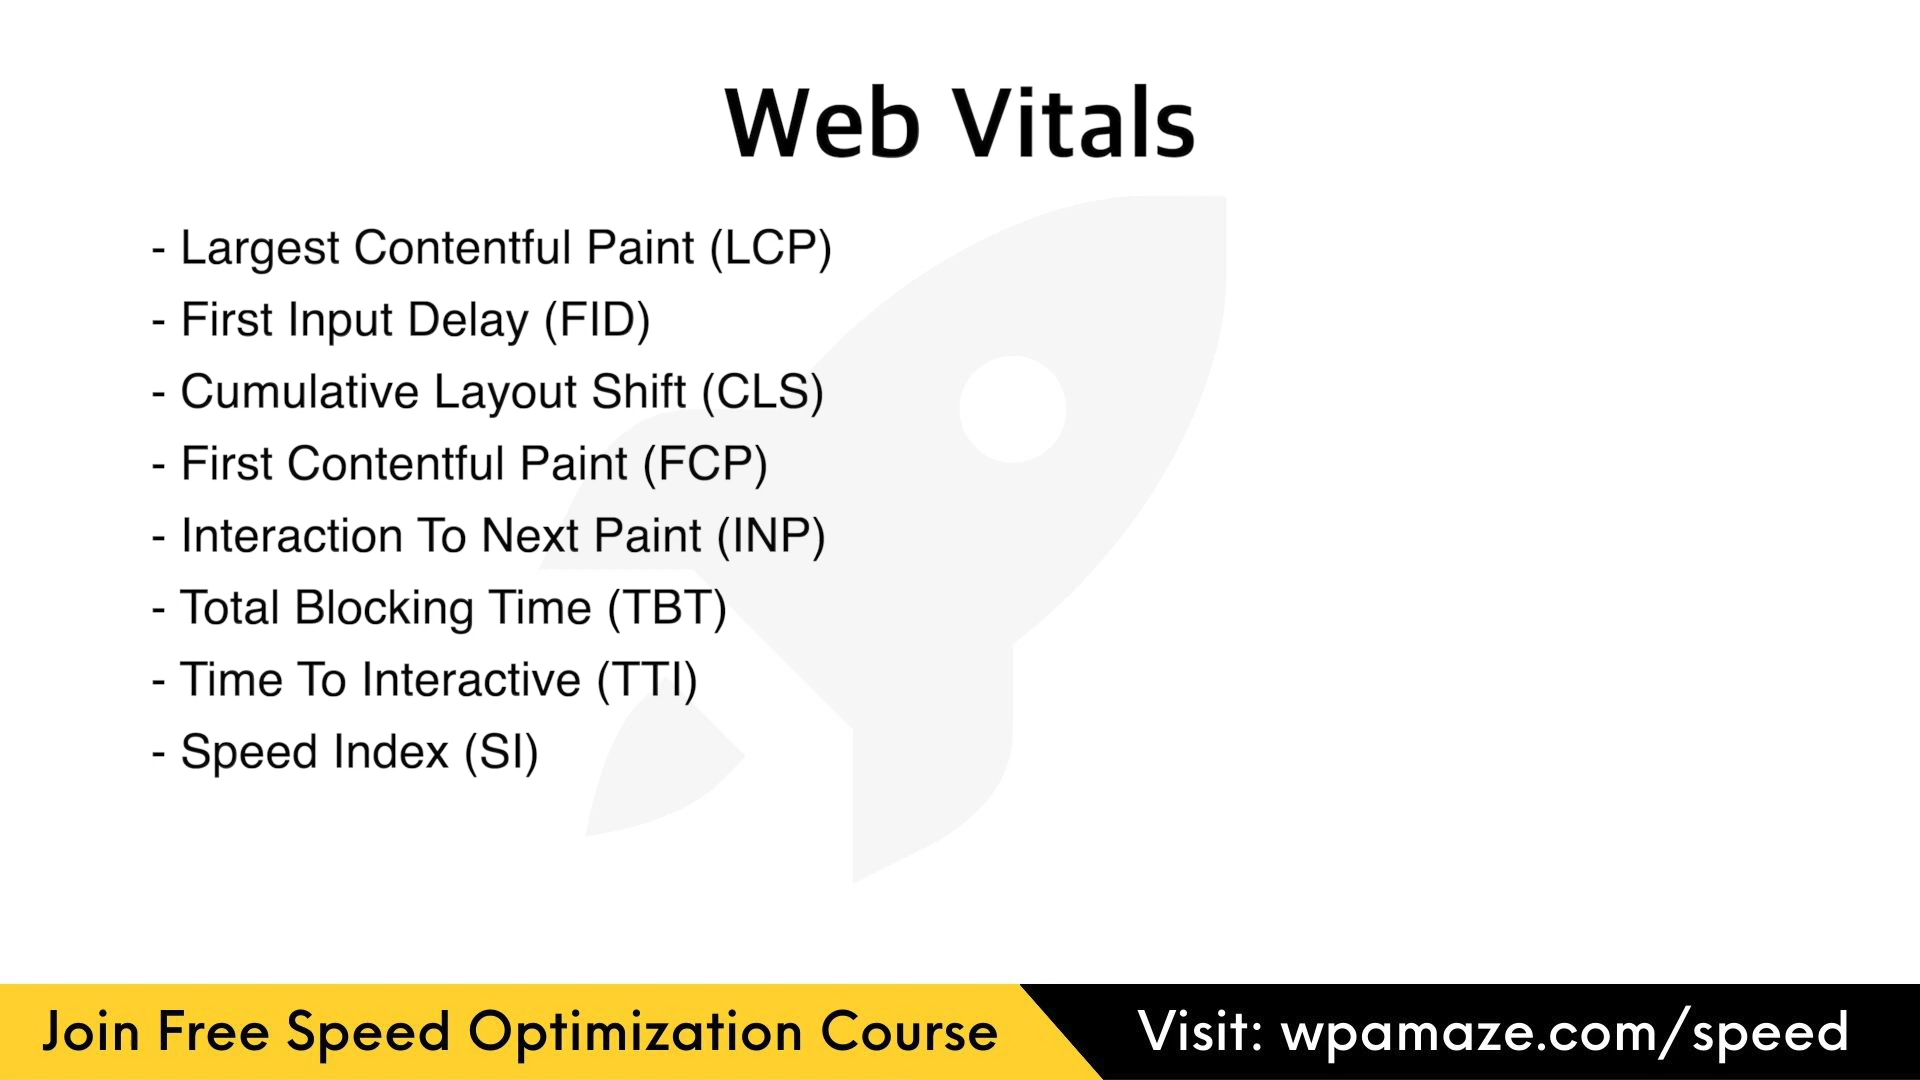 Web Vitals
- Largest Contentful Paint (LCP)
- First Input Delay (FID)
- Cumulative Layout Shift (CLS)
- First Contentful Paint (FCP)
- Interaction To Next Paint (INP)
- Total Blocking Time (TBT)
- Time To Interactive (TTI)
- Speed Index (SI)
Join Free Speed Optimization Course
Visit: wpamaze.com/speed